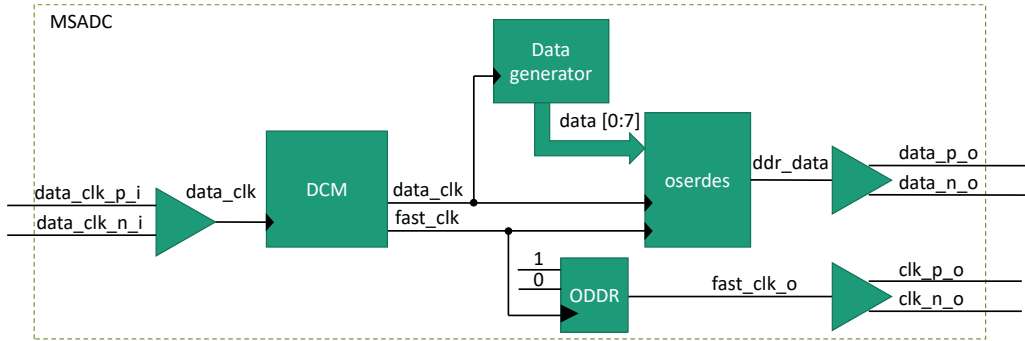 MSADC
Data
generator
data [0:7]
data_clk_p_i
data_clk_n_i
data_clk
DCM
data_clk
fast_clk
oserdes
ddr_data
data_p_o
data_n_o
1
0
ODDR
fast_clk_o
clk_p_o
clk_n_o